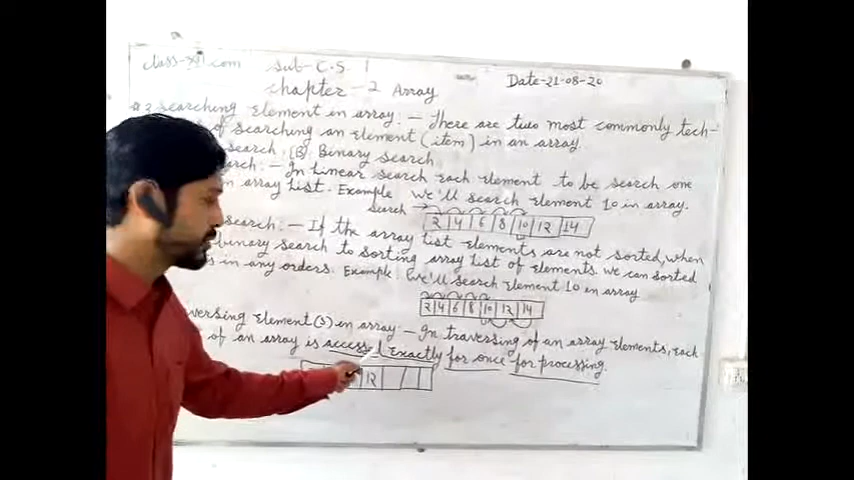 class-XII.com sub-C.S. 1
chapter-2 Array Date-21-08-20
searching element in array:- There are two most commonly tech-
of searching an element (item) in an array.
search. (B) Binary search.
- In Linear search each element to be search one
in array list. Example We'll search element 10 in array.
search → 2 4 6 8 10 12 14
search. - If the array list elements are not sorted, when
binary search to sorting array list of elements. we can sorted
in any orders. Example We'll search element 10 in array
2 4 6 8 10 12 14
versing Element(s) in array - In traversing of an array elements, each
of an array is accessed Exactly for once for processing.
12